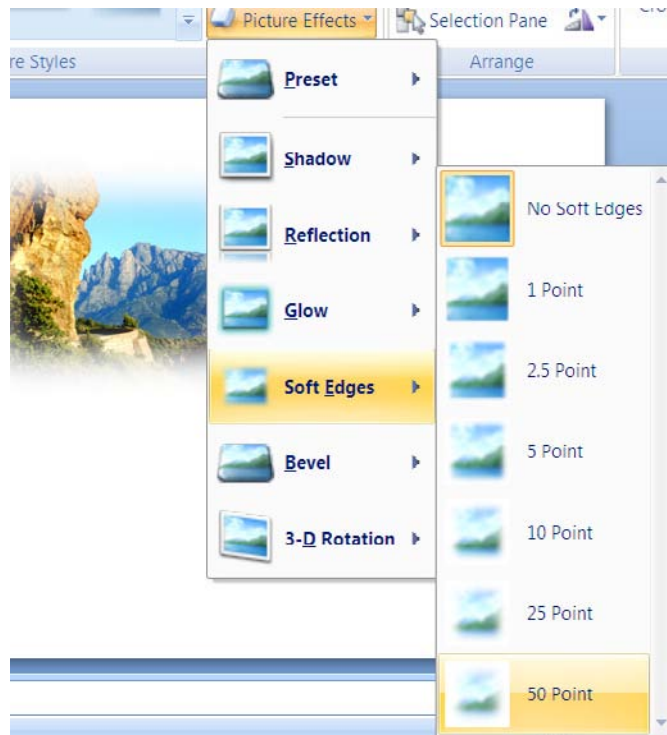 Picture Effects
Selection Pane
re Styles
Arrange
Preset
Shadow
Reflection
Glow
Soft Edges
Bevel
3-D Rotation
No Soft Edges
1 Point
2.5 Point
5 Point
10 Point
25 Point
50 Point